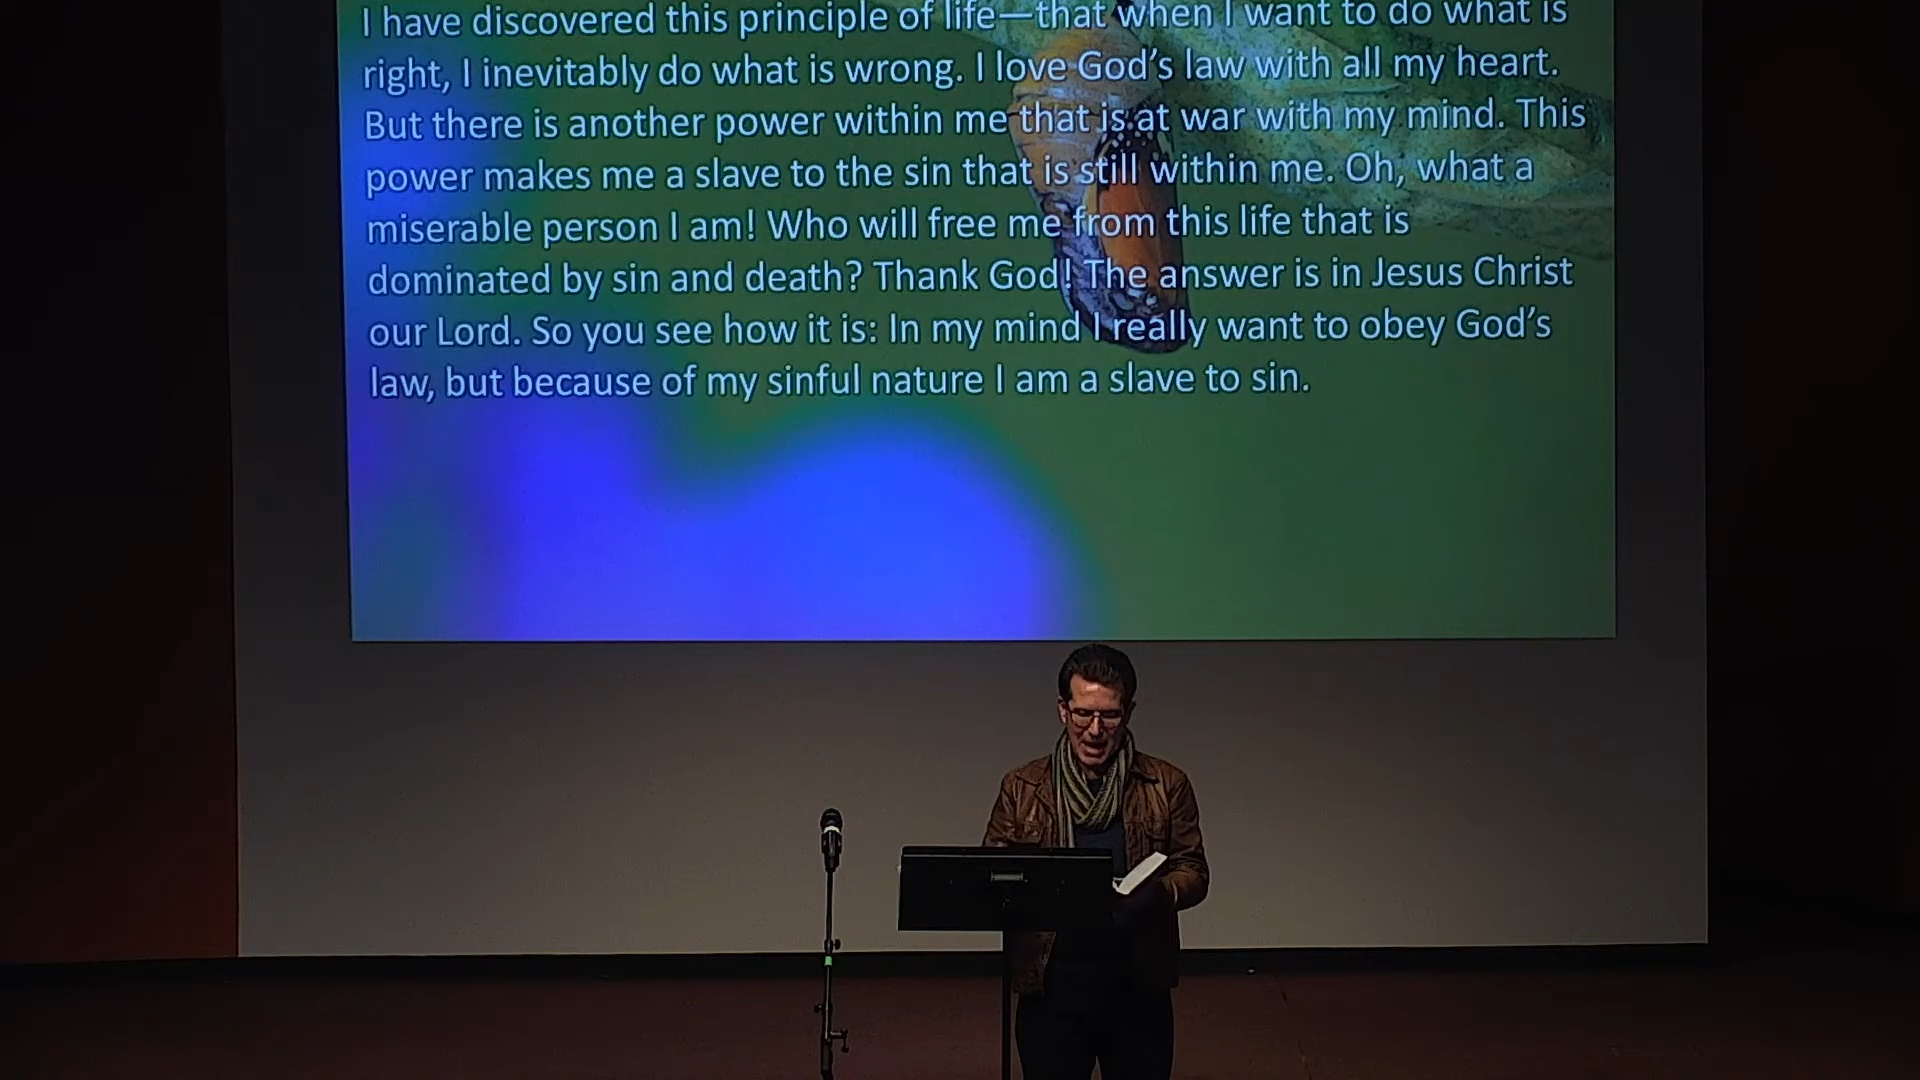 I have discovered this principle of life—that when I want to do what is
right, I inevitably do what is wrong. I love God’s law with all my heart.
But there is another power within me that is at war with my mind. This
power makes me a slave to the sin that is still within me. Oh, what a
miserable person I am! Who will free me from this life that is
dominated by sin and death? Thank God! The answer is in Jesus Christ
our Lord. So you see how it is: In my mind I really want to obey God’s
law, but because of my sinful nature I am a slave to sin.